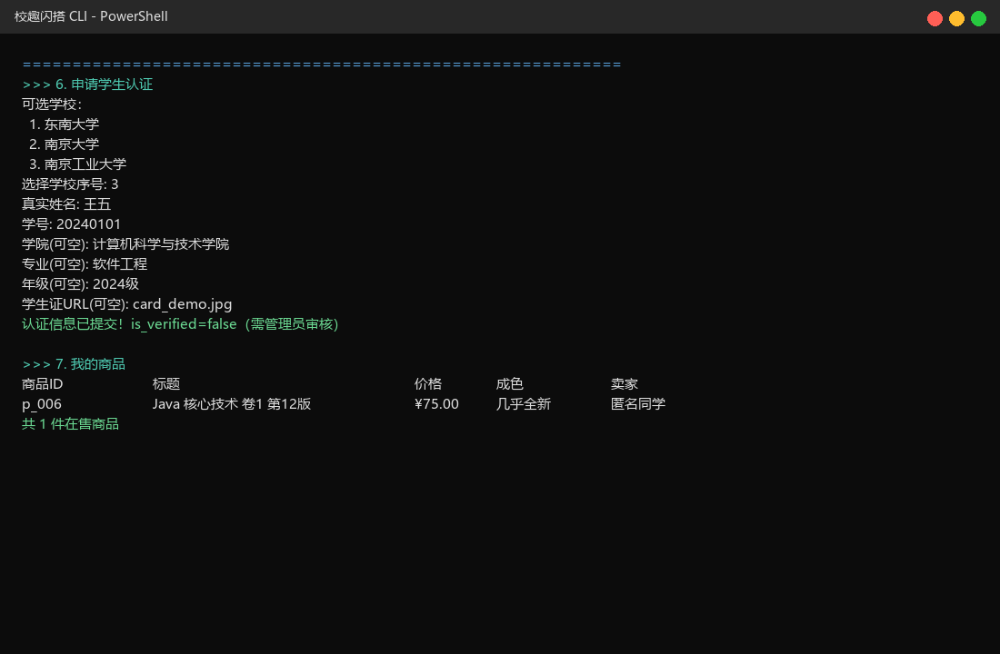 校趣闪搭 CLI - PowerShell
============================================================
>>> 6. 申请学生认证
可选学校:
1. 东南大学
2. 南京大学
3. 南京工业大学
选择学校序号: 3
真实姓名: 王五
学号: 20240101
学院(可空): 计算机科学与技术学院
专业(可空): 软件工程
年级(可空): 2024级
学生证URL(可空): card_demo.jpg
认证信息已提交！is_verified=false（需管理员审核）
>>> 7. 我的商品
商品ID 标题 价格 成色 卖家
p_006 Java 核心技术 卷1 第12版 ¥75.00 几乎全新 匿名同学
共 1 件在售商品